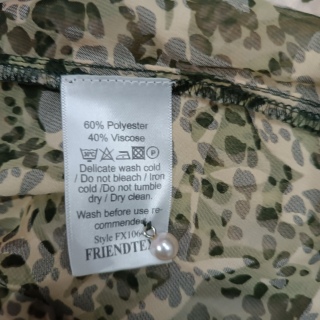 60% Polyester
40% Viscose
Delicate wash cold
/ Do not bleach / Iron
cold / Do not tumble
dry / Dry clean.
Wash before use re-
commended.
Style